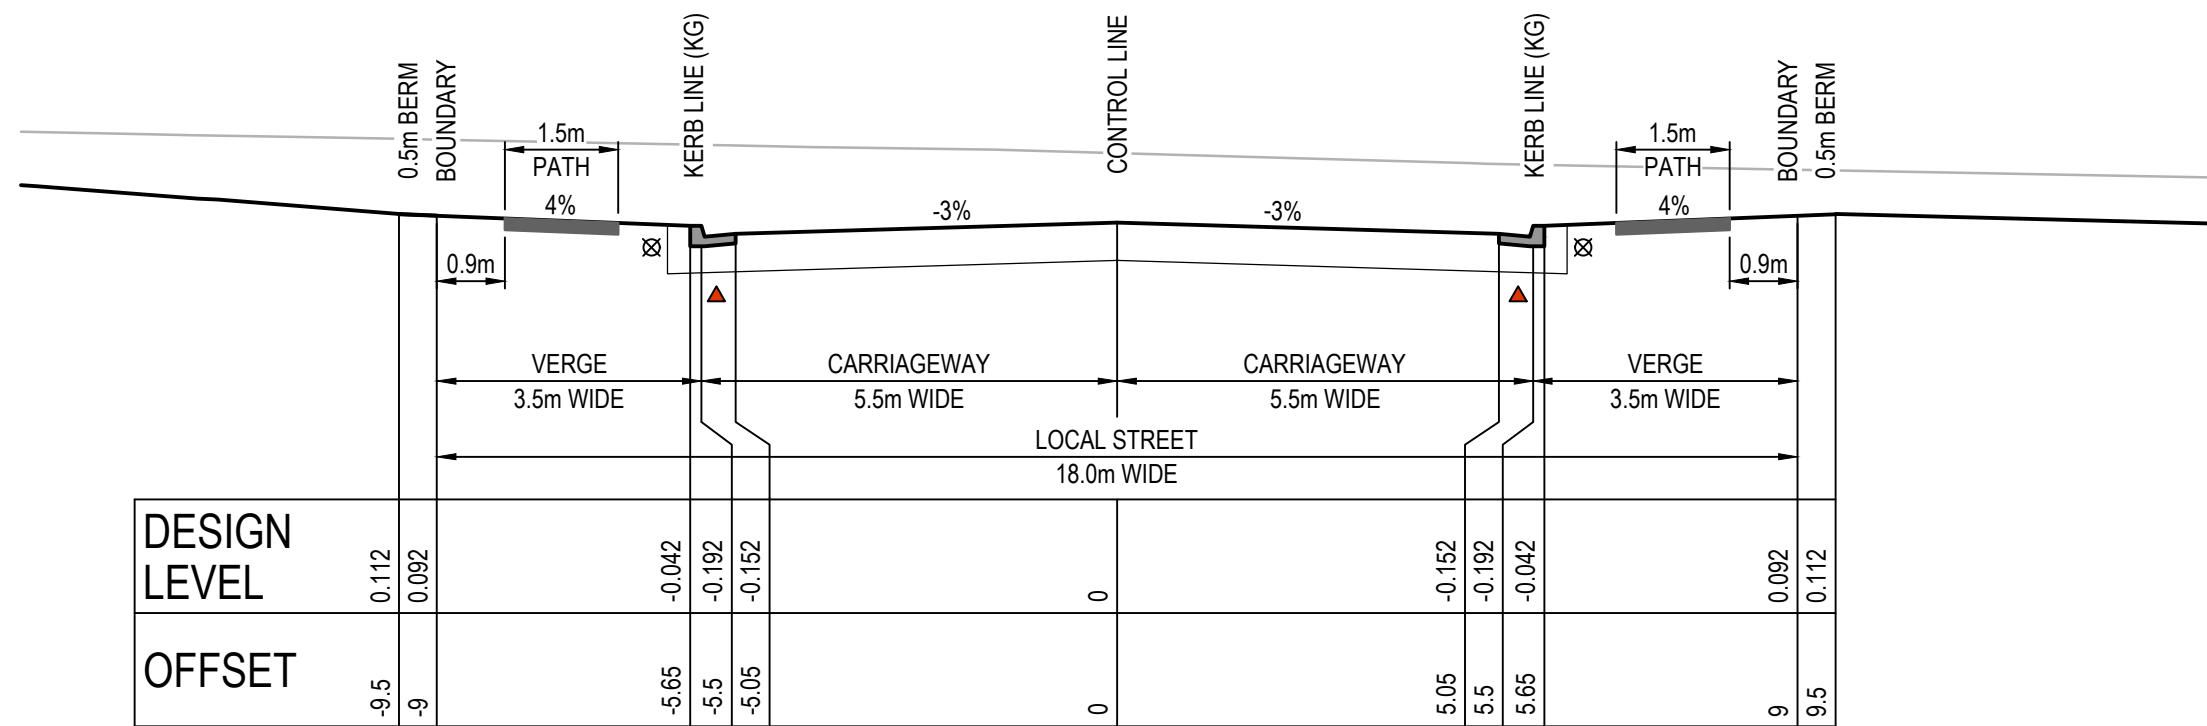 0.5m BERM
BOUNDARY
KERB LINE (KG)
CONTROL LINE
KERB LINE (KG)
BOUNDARY
0.5m BERM
1.5m
PATH
4%
-3%
-3%
1.5m
PATH
4%
0.9m
0.9m
VERGE
3.5m WIDE
CARRIAGEWAY
5.5m WIDE
CARRIAGEWAY
5.5m WIDE
VERGE
3.5m WIDE
LOCAL STREET
18.0m WIDE
DESIGN
LEVEL
0.112
0.092
-0.042
-0.192
-0.152
0
-0.152
-0.192
-0.042
0.092
0.112
OFFSET
-9.5
-9
-5.65
-5.5
-5.05
0
5.05
5.5
5.65
9
9.5